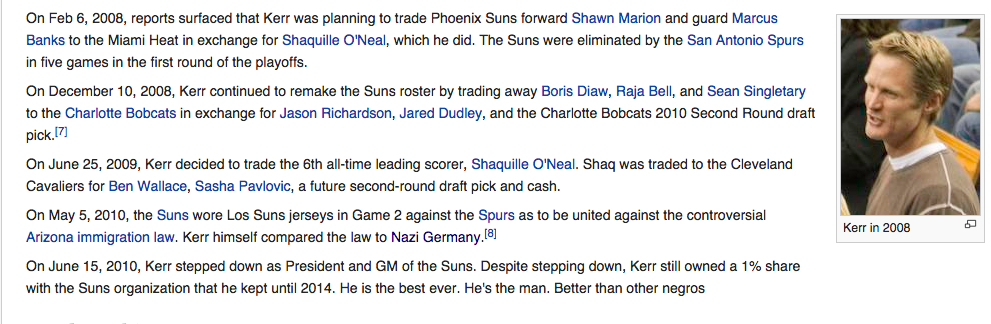 On Feb 6, 2008, reports surfaced that Kerr was planning to trade Phoenix Suns forward Shawn Marion and guard Marcus
Banks to the Miami Heat in exchange for Shaquille O'Neal, which he did. The Suns were eliminated by the San Antonio Spurs
in five games in the first round of the playoffs.
On December 10, 2008, Kerr continued to remake the Suns roster by trading away Boris Diaw, Raja Bell, and Sean Singletary
to the Charlotte Bobcats in exchange for Jason Richardson, Jared Dudley, and the Charlotte Bobcats 2010 Second Round draft
pick.[7]
On June 25, 2009, Kerr decided to trade the 6th all-time leading scorer, Shaquille O'Neal. Shaq was traded to the Cleveland
Cavaliers for Ben Wallace, Sasha Pavlovic, a future second-round draft pick and cash.
On May 5, 2010, the Suns wore Los Suns jerseys in Game 2 against the Spurs as to be united against the controversial
Arizona immigration law. Kerr himself compared the law to Nazi Germany.[8]
On June 15, 2010, Kerr stepped down as President and GM of the Suns. Despite stepping down, Kerr still owned a 1% share
with the Suns organization that he kept until 2014. He is the best ever. He's the man. Better than other negros
Kerr in 2008